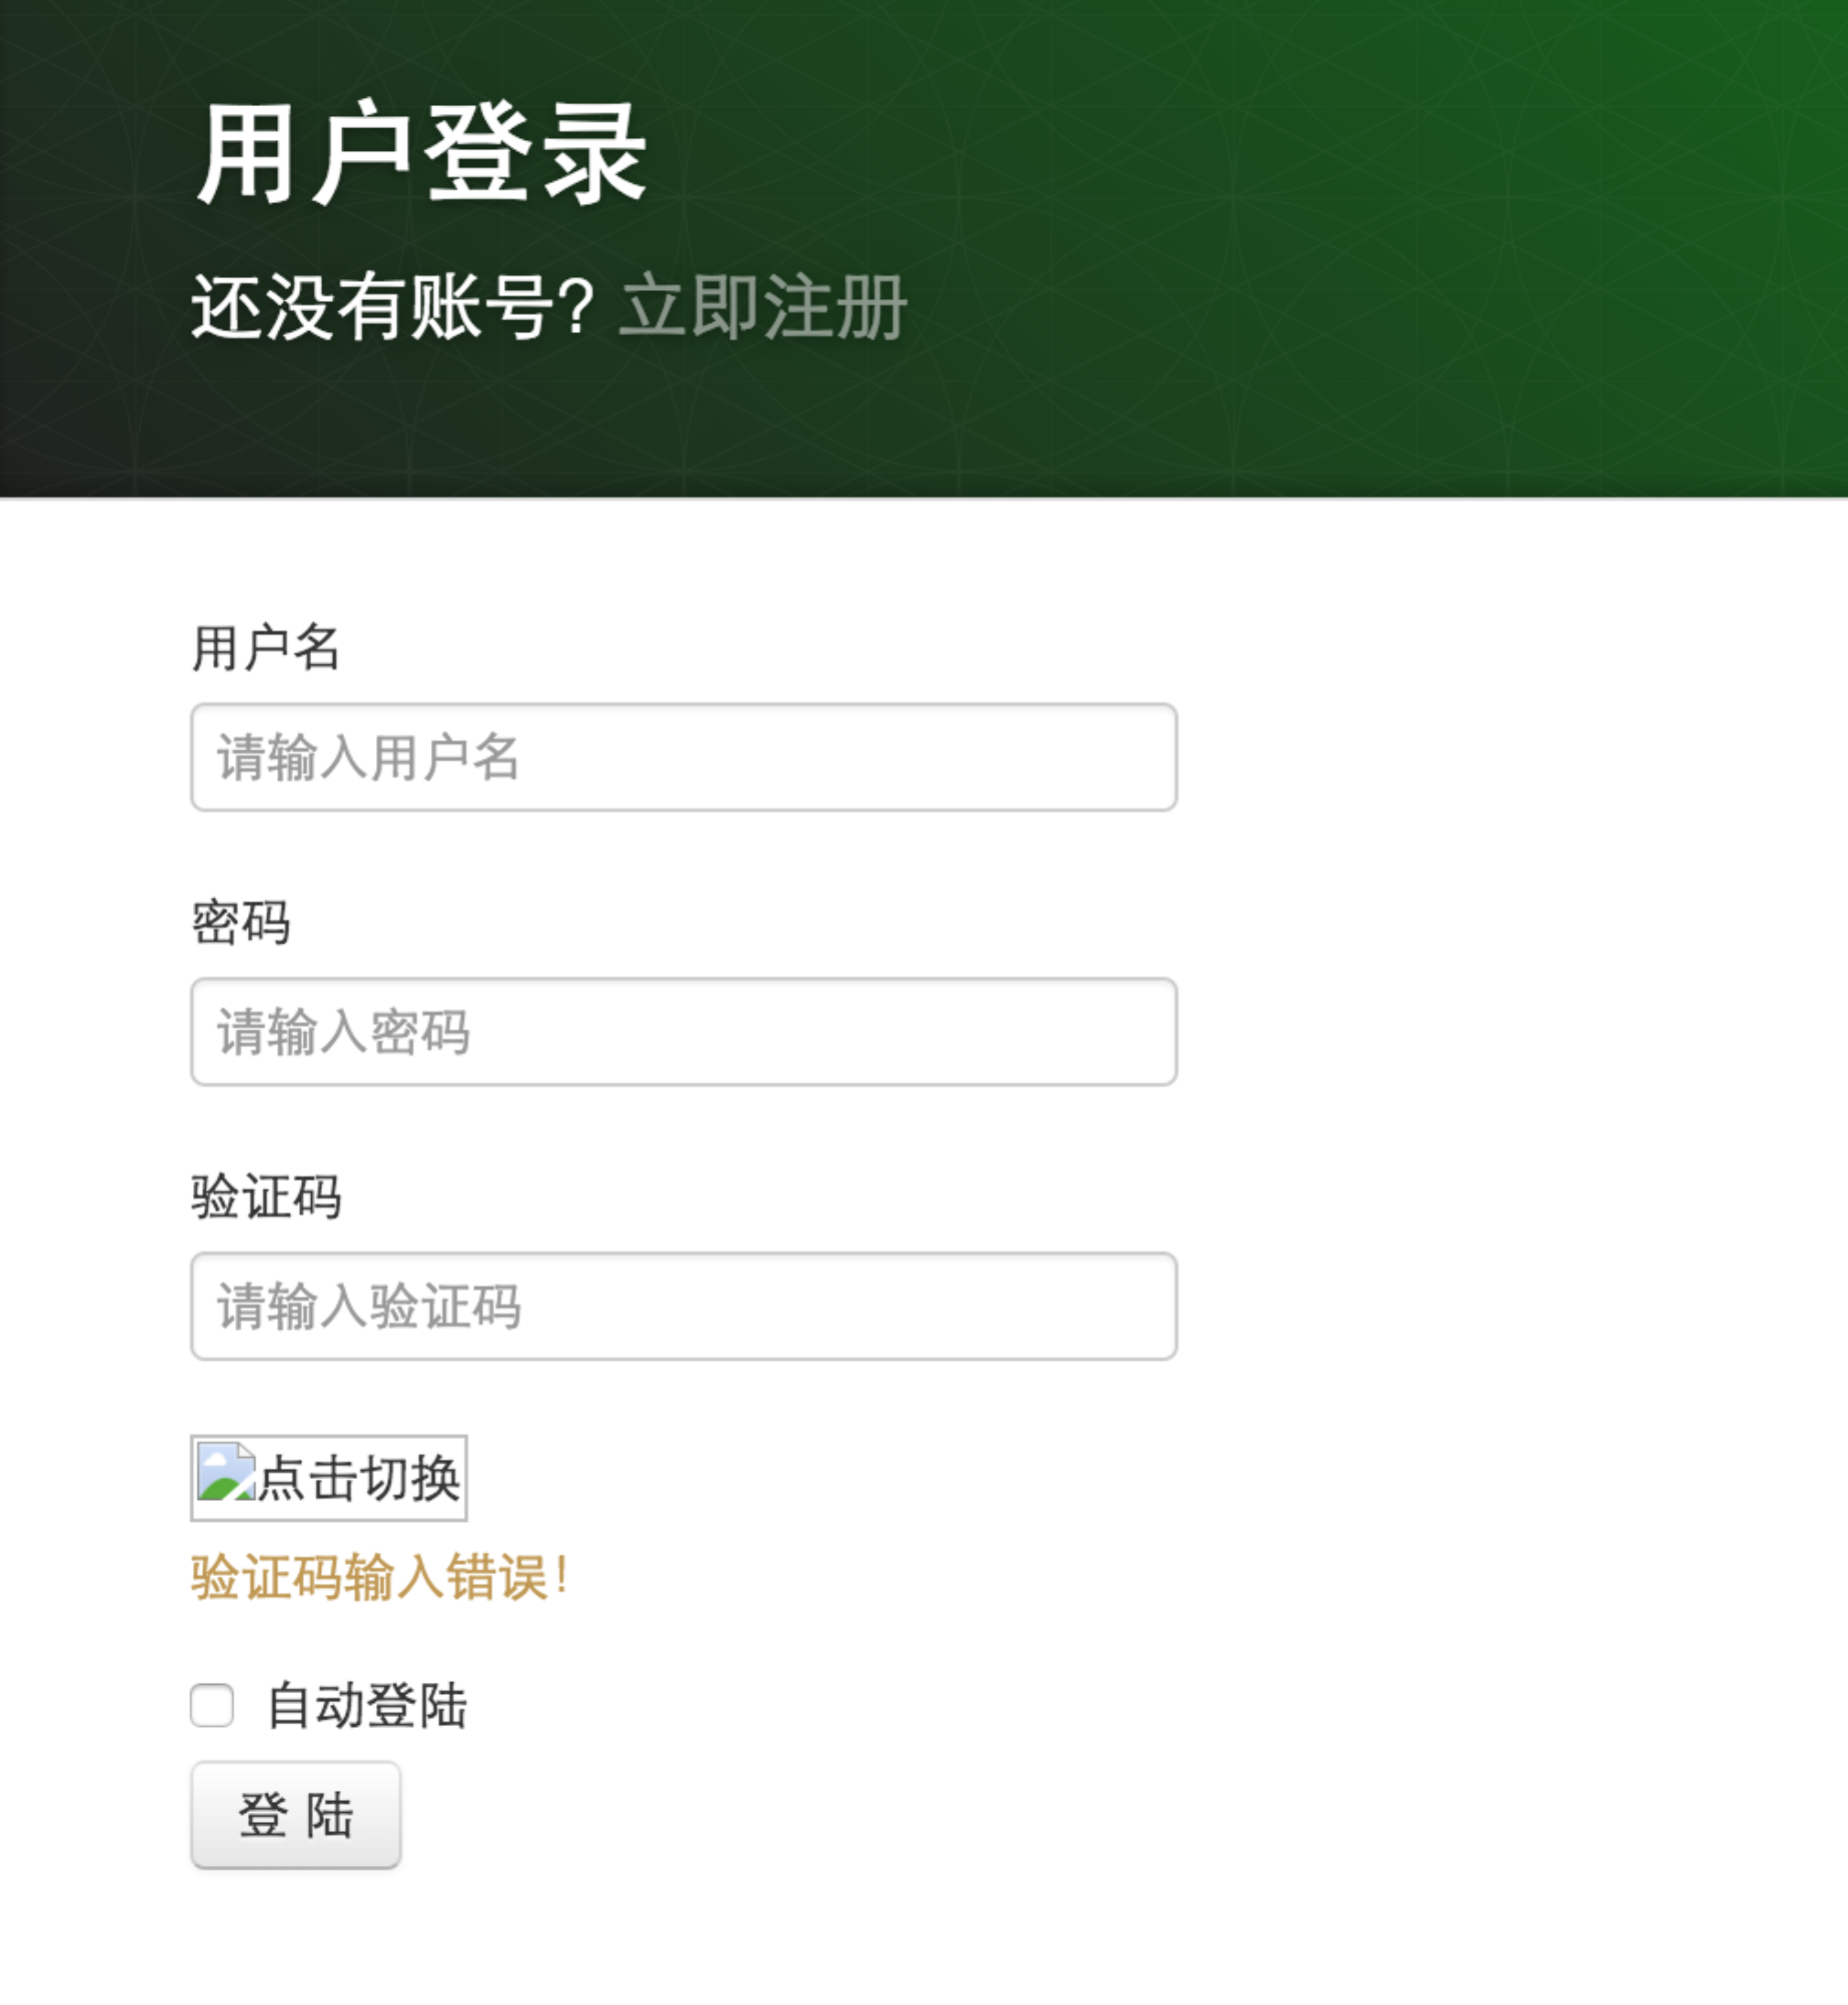 用户登录
还没有账号？立即注册
用户名
请输入用户名
密码
请输入密码
验证码
请输入验证码
点击切换
验证码输入错误！
自动登陆
登 陆